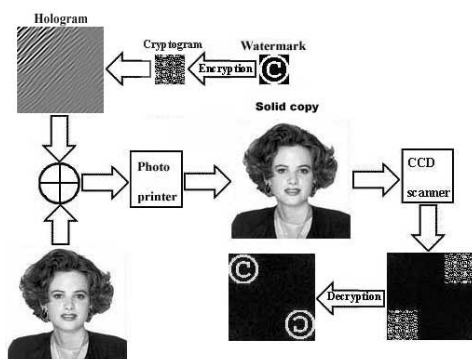 Hologram
Cryptogram
Watermark
Encryption
©
Solid copy
Photo
printer
CCD
scanner
Decryption
©
©